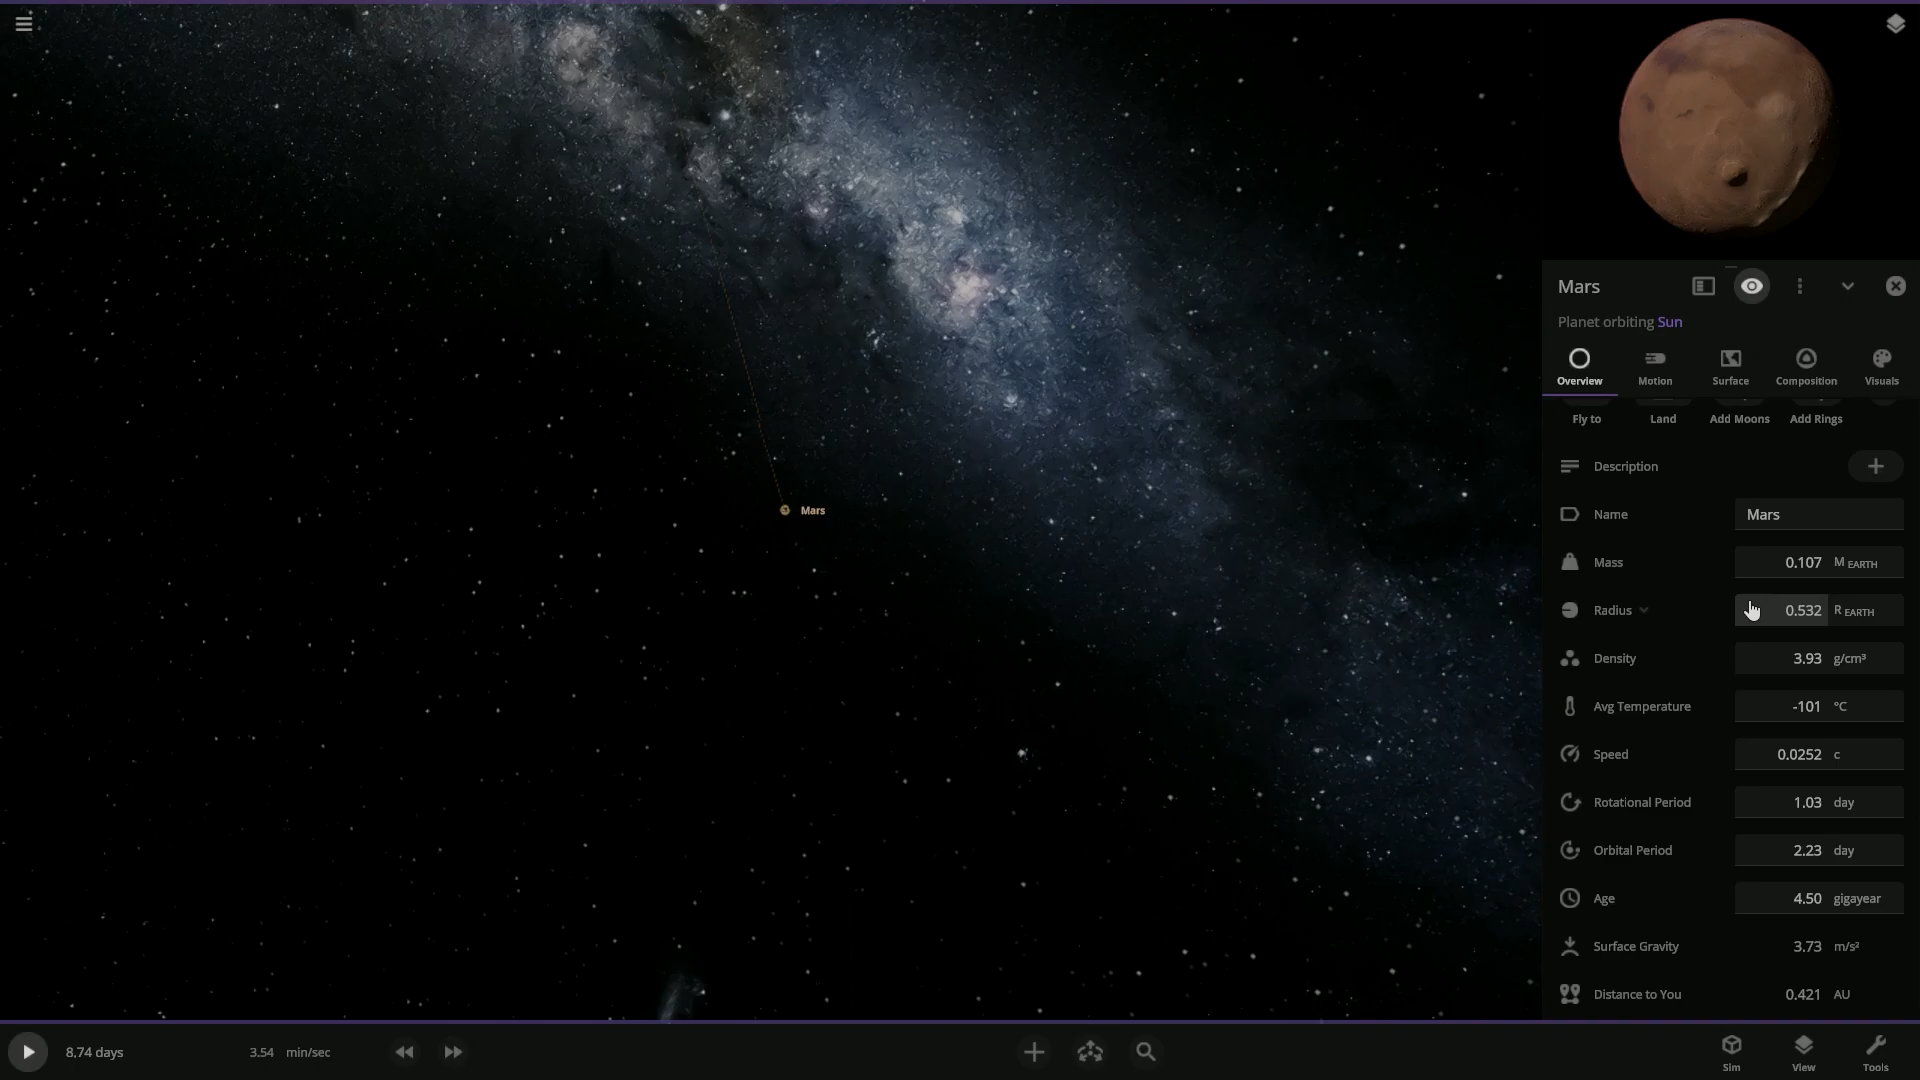 Mars
Planet orbiting Sun
Overview Motion Surface Composition Visuals
Fly to Land Add Moons Add Rings
Description
Name Mars
Mass 0.107 M EARTH
Radius 0.532 R EARTH
Density 3.93 g/cm³
Avg Temperature -101 °C
Speed 0.0252 c
Rotational Period 1.03 day
Orbital Period 2.23 day
Age 4.50 gigayear
Surface Gravity 3.73 m/s²
Distance to You 0.421 AU
Mars
8.74 days 3.54 min/sec
Sim View Tools